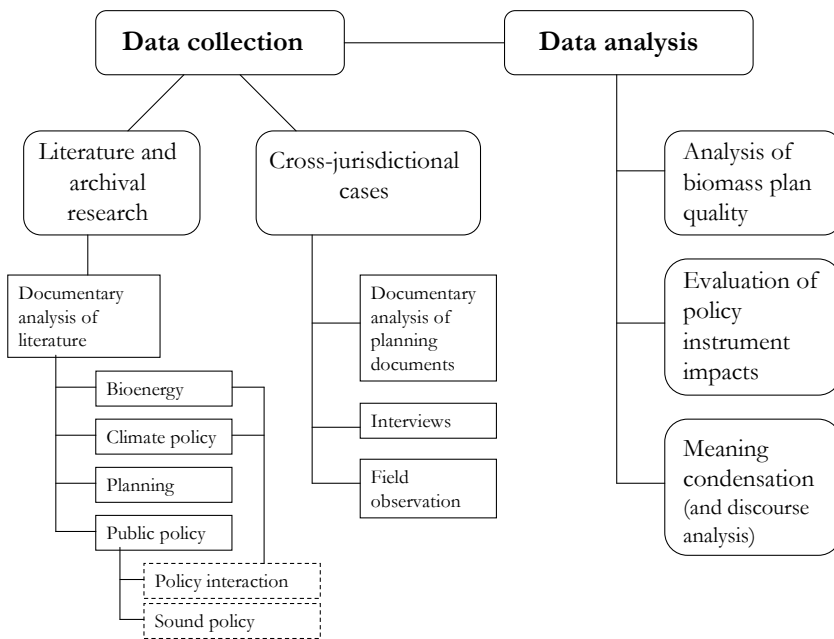 Data collection
Data analysis
Literature and
archival
research
Cross-jurisdictional
cases
Analysis of
biomass plan
quality
Documentary
analysis of
literature
Documentary
analysis of
planning
documents
Evaluation of
policy
instrument
impacts
Bioenergy
Climate policy
Planning
Public policy
Policy interaction
Sound policy
Interviews
Field
observation
Meaning
condensation
(and discourse
analysis)